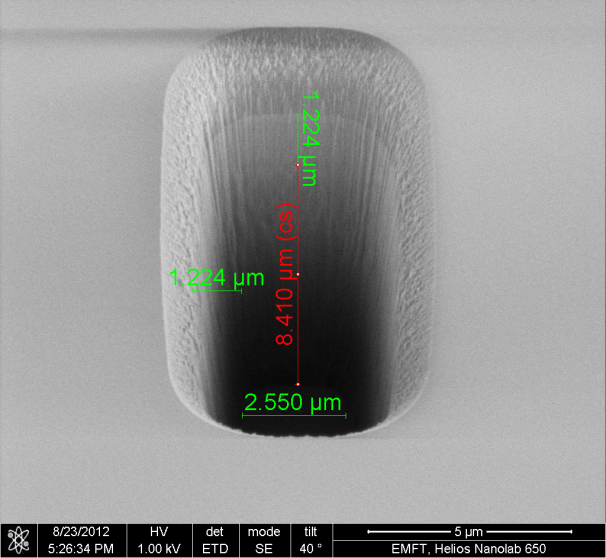 1.224 µm
8.410 µm (cs)
1.224 µm
2.550 µm
8/23/2012
5:26:34 PM
HV
1.00 kV
det
ETD
mode
SE
tilt
40 °
5 µm
EMFT, Helios Nanolab 650